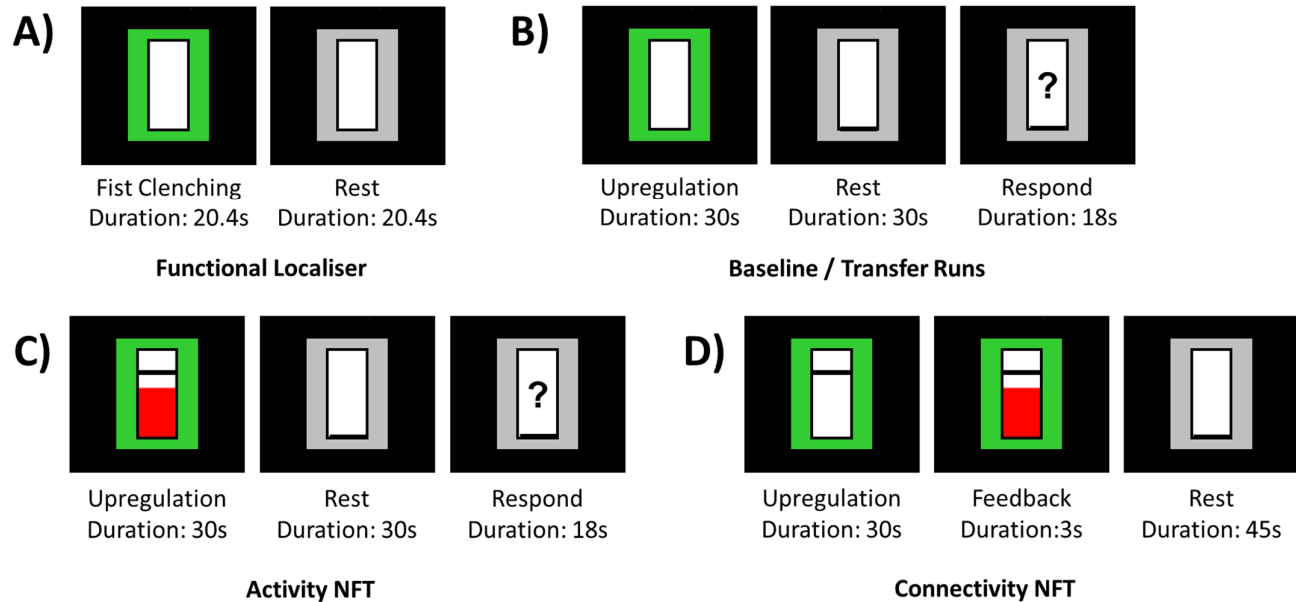 A)
Fist Clenching
Duration: 20.4s
Rest
Duration: 20.4s
Functional Localiser
B)
?
Upregulation
Duration: 30s
Rest
Duration: 30s
Respond
Duration: 18s
Baseline / Transfer Runs
C)
?
Upregulation
Duration: 30s
Rest
Duration: 30s
Respond
Duration: 18s
Activity NFT
D)
Upregulation
Duration: 30s
Feedback
Duration:3s
Rest
Duration: 45s
Connectivity NFT